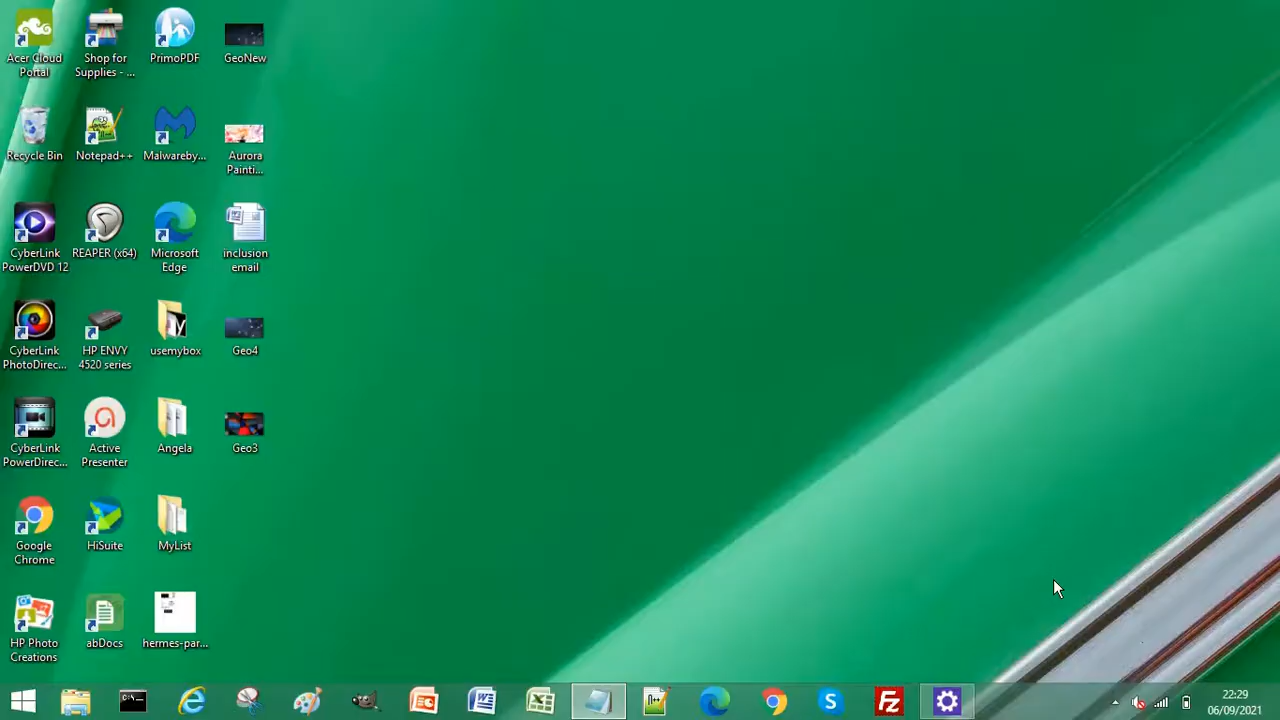 Acer Cloud
Portal
Shop for
Supplies - ...
PrimoPDF
GeoNew
Recycle Bin
Notepad++
Malwareby...
Aurora
Painti...
CyberLink
PowerDVD 12
REAPER (x64)
Microsoft
Edge
inclusion
email
CyberLink
PhotoDirec...
HP ENVY
4520 series
usemybox
Geo4
CyberLink
PowerDirec...
Active
Presenter
Angela
Geo3
Google
Chrome
HiSuite
MyList
HP Photo
Creations
abDocs
hermes-par...
22:29
06/09/2021